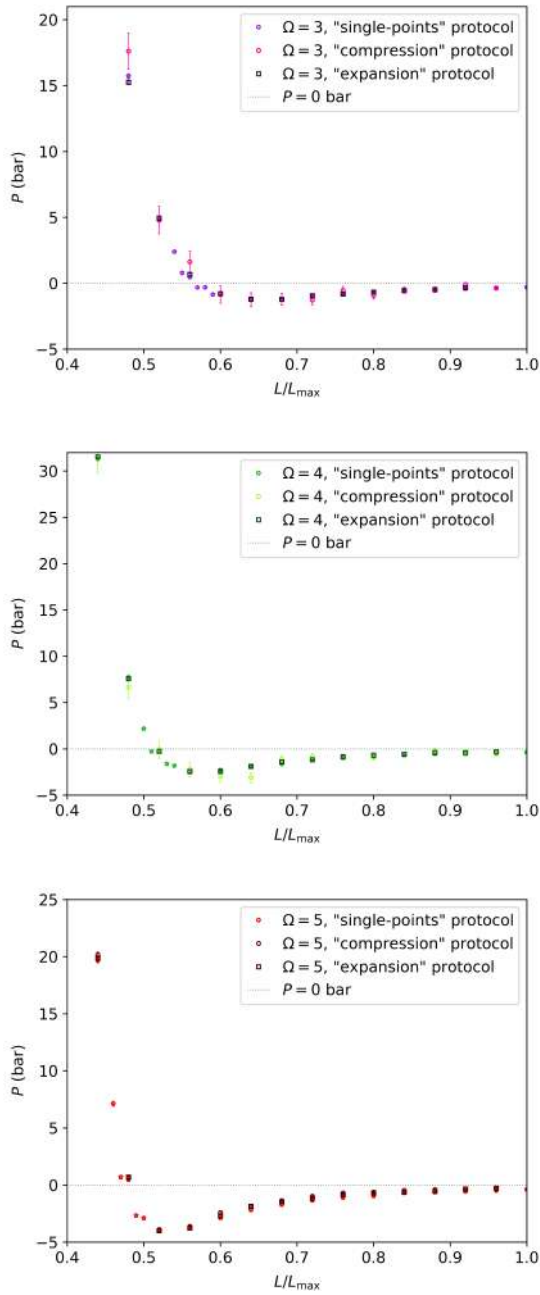 20
15
10
5
0
−5
P (bar)
Ω = 3, "single-points" protocol
Ω = 3, "compression" protocol
Ω = 3, "expansion" protocol
P = 0 bar
0.4 0.5 0.6 0.7 0.8 0.9 1.0
L/Lmax
30
25
20
15
10
5
0
−5
P (bar)
Ω = 4, "single-points" protocol
Ω = 4, "compression" protocol
Ω = 4, "expansion" protocol
P = 0 bar
0.4 0.5 0.6 0.7 0.8 0.9 1.0
L/Lmax
25
20
15
10
5
0
−5
P (bar)
Ω = 5, "single-points" protocol
Ω = 5, "compression" protocol
Ω = 5, "expansion" protocol
P = 0 bar
0.4 0.5 0.6 0.7 0.8 0.9 1.0
L/Lmax